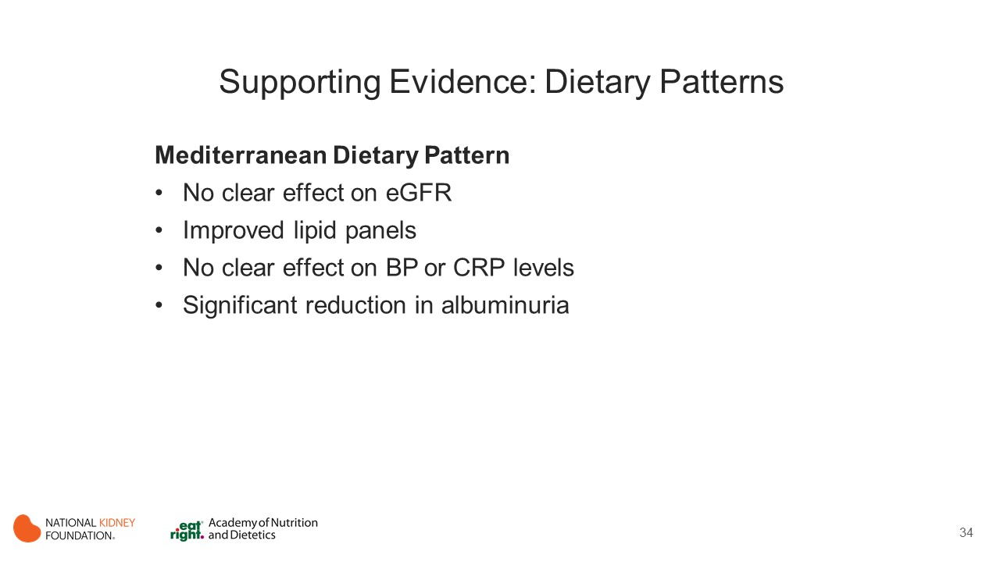 Supporting Evidence: Dietary Patterns
Mediterranean Dietary Pattern
• No clear effect on eGFR
• Improved lipid panels
• No clear effect on BP or CRP levels
• Significant reduction in albuminuria
NATIONAL KIDNEY
FOUNDATION®
eat
right.
Academy of Nutrition
and Dietetics
34